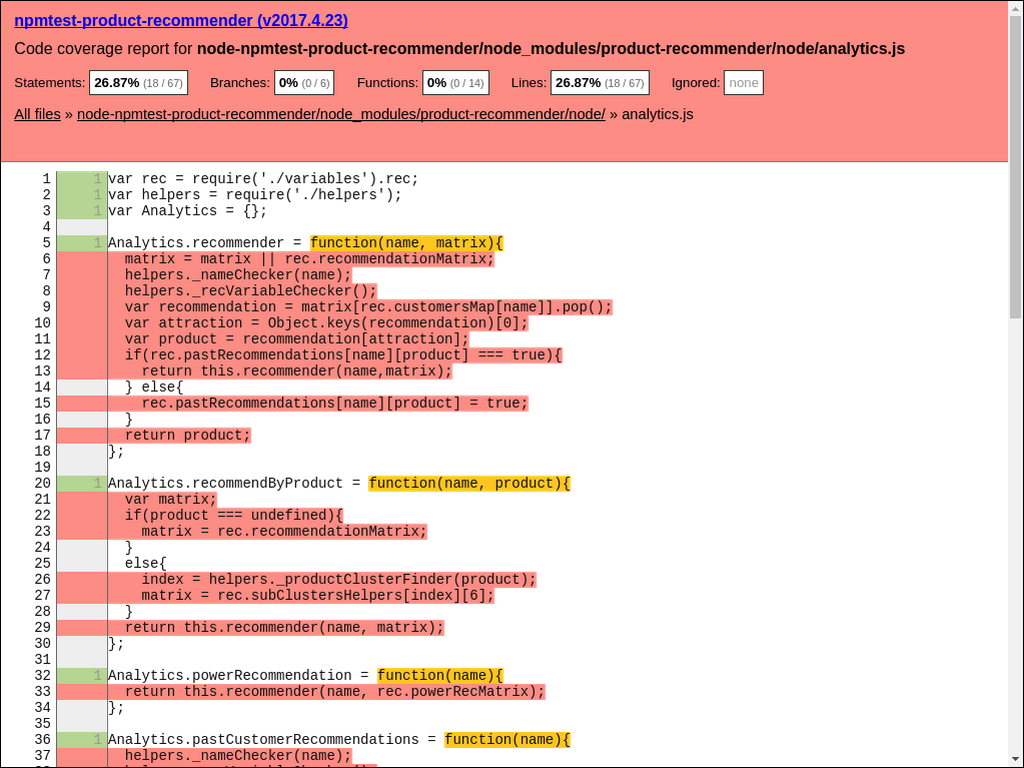 npmtest-product-recommender (v2017.4.23)
Code coverage report for node-npmtest-product-recommender/node_modules/product-recommender/node/analytics.js
Statements: 26.87% (18 / 67) Branches: 0% (0 / 6) Functions: 0% (0 / 14) Lines: 26.87% (18 / 67) Ignored: none
All files » node-npmtest-product-recommender/node_modules/product-recommender/node/ » analytics.js
1 1 var rec = require('./variables').rec;
2 1 var helpers = require('./helpers');
3 1 var Analytics = {};
4
5 1 Analytics.recommender = function(name, matrix){
6   matrix = matrix || rec.recommendationMatrix;
7   helpers._nameChecker(name);
8   helpers._recVariableChecker();
9   var recommendation = matrix[rec.customersMap[name]].pop();
10   var attraction = Object.keys(recommendation)[0];
11   var product = recommendation[attraction];
12   if(rec.pastRecommendations[name][product] === true){
13     return this.recommender(name,matrix);
14   } else{
15     rec.pastRecommendations[name][product] = true;
16   }
17   return product;
18 };
19
20 1 Analytics.recommendByProduct = function(name, product){
21   var matrix;
22   if(product === undefined){
23     matrix = rec.recommendationMatrix;
24   }
25   else{
26     index = helpers._productClusterFinder(product);
27     matrix = rec.subClustersHelpers[index][6];
28   }
29   return this.recommender(name, matrix);
30 };
31
32 1 Analytics.powerRecommendation = function(name){
33   return this.recommender(name, rec.powerRecMatrix);
34 };
35
36 1 Analytics.pastCustomerRecommendations = function(name){
37   helpers._nameChecker(name);